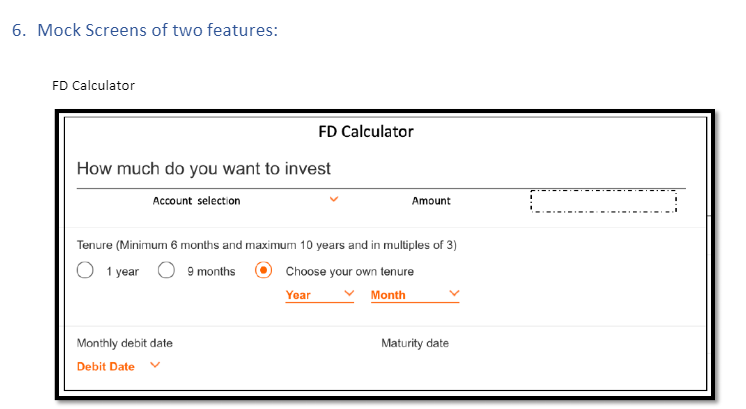 6. Mock Screens of two features:
FD Calculator
FD Calculator
How much do you want to invest
Account selection Amount
Tenure (Minimum 6 months and maximum 10 years and in multiples of 3)
1 year 9 months Choose your own tenure
Year Month
Monthly debit date Maturity date
Debit Date